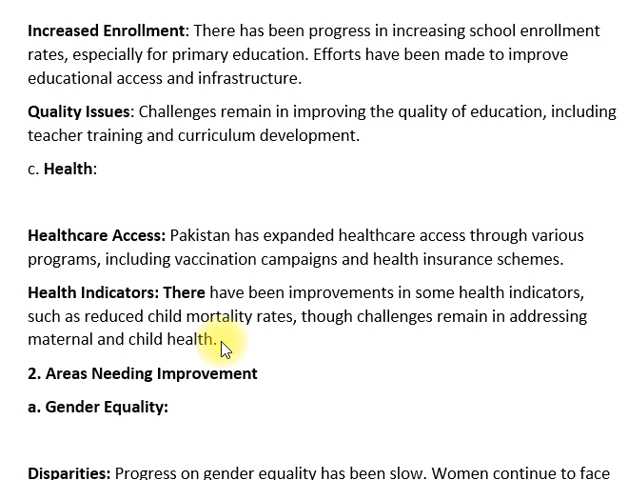 Increased Enrollment: There has been progress in increasing school enrollment
rates, especially for primary education. Efforts have been made to improve
educational access and infrastructure.
Quality Issues: Challenges remain in improving the quality of education, including
teacher training and curriculum development.
c. Health:
Healthcare Access: Pakistan has expanded healthcare access through various
programs, including vaccination campaigns and health insurance schemes.
Health Indicators: There have been improvements in some health indicators,
such as reduced child mortality rates, though challenges remain in addressing
maternal and child health.
2. Areas Needing Improvement
a. Gender Equality:
Disparities: Progress on gender equality has been slow. Women continue to face